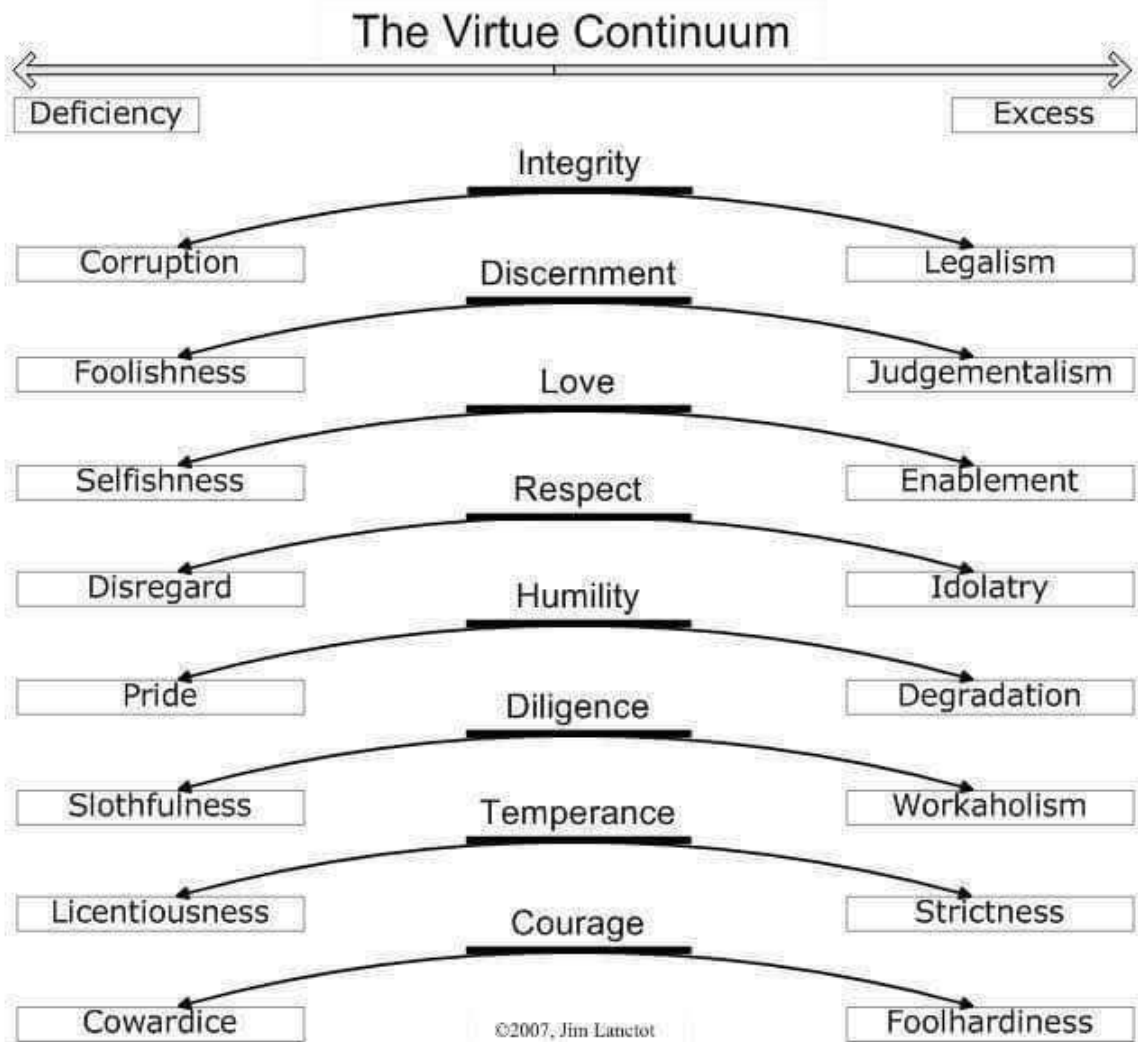 The Virtue Continuum
Deficiency Excess
Integrity
Corruption Legalism
Discernment
Foolishness Judgementalism
Love
Selfishness Enablement
Respect
Disregard Idolatry
Humility
Pride Degradation
Diligence
Slothfulness Workaholism
Temperance
Licentiousness Strictness
Courage
Cowardice Foolhardiness
©2007, Jim Lanctot